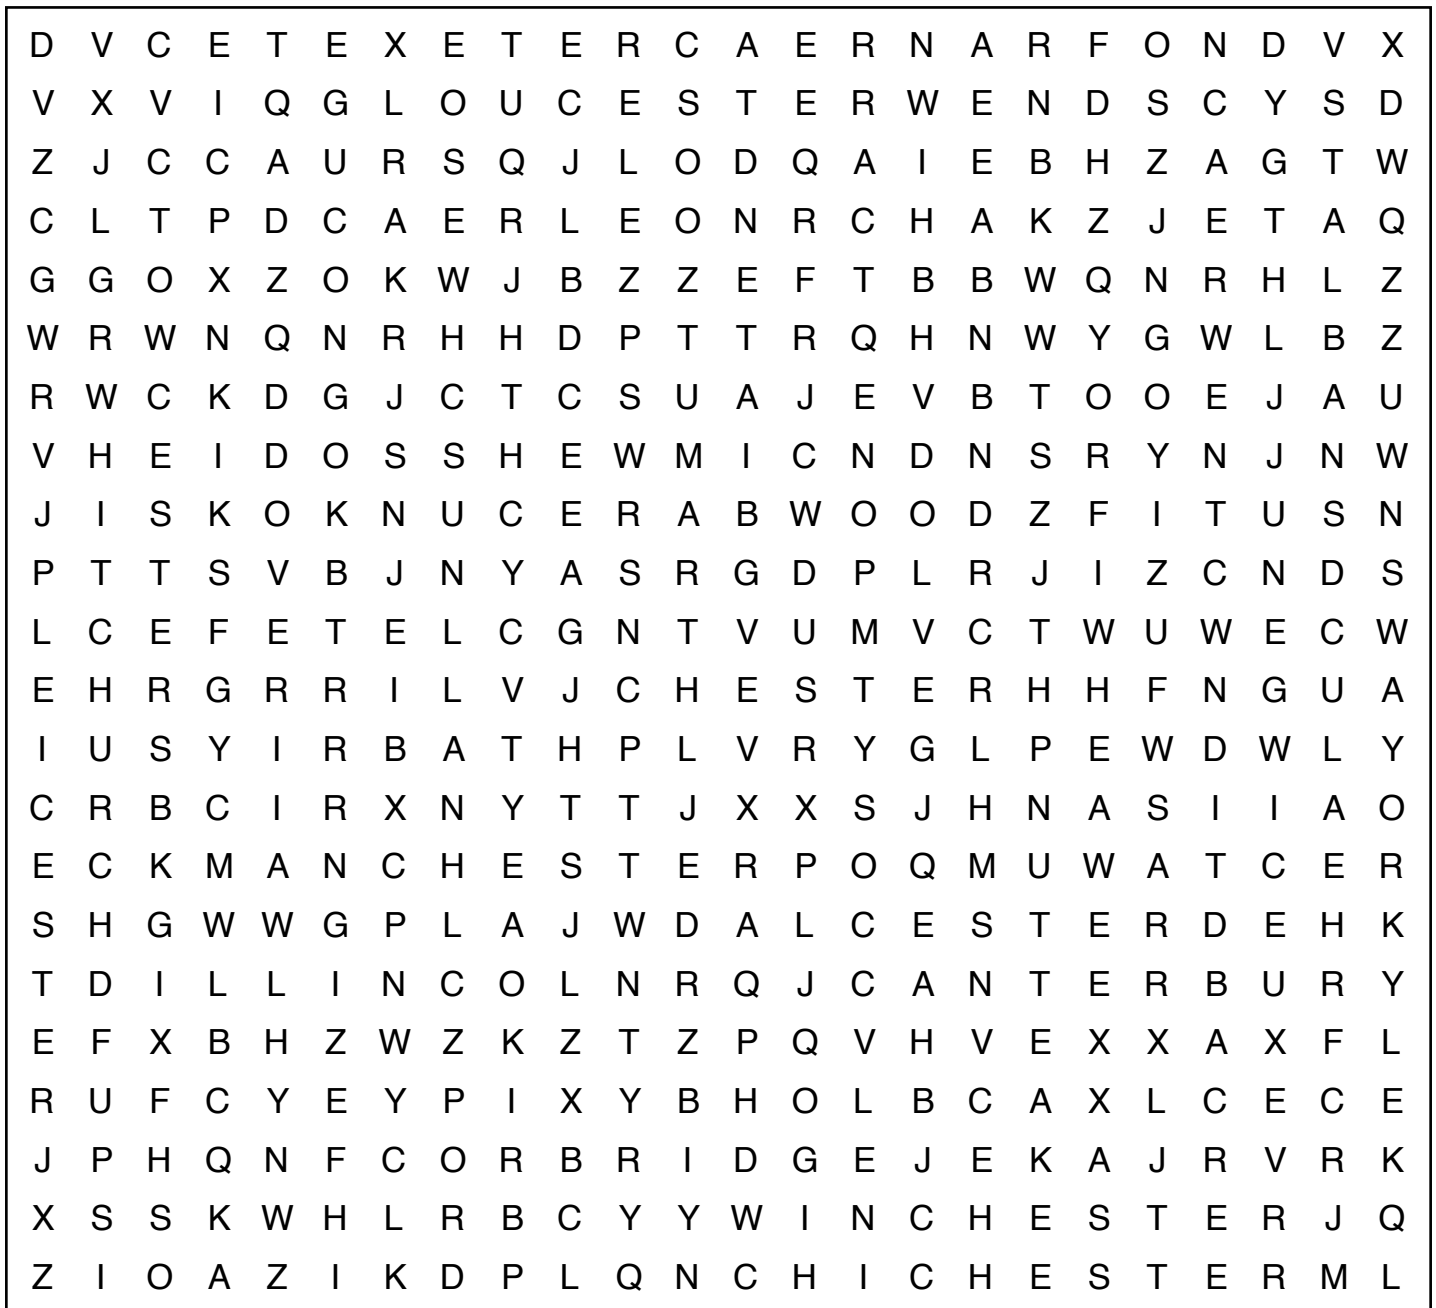 D V C E T E X E T E R C A E R N A R F O N D V X
V X V I Q G L O U C E S T E R W E N D S C Y S D
Z J C C A U R S Q J L O D Q A I E B H Z A G T W
C L T P D C A E R L E O N R C H A K Z J E T A Q
G G O X Z O K W J B Z Z E F T B B W Q N R H L Z
W R W N Q N R H H D P T T R Q H N W Y G W L B Z
R W C K D G J C T C S U A J E V B T O O E J A U
V H E I D O S S H E W M I C N D N S R Y N J N W
J I S K O K N U C E R A B W O O D Z F I T U S N
P T T S V B J N Y A S R G D P L R J I Z C N D S
L C E F E T E L C G N T V U M V C T W U W E C W
E H R G R R I L V J C H E S T E R H H F N G U A
I U S Y I R B A T H P L V R Y G L P E W D W L Y
C R B C I R X N Y T T J X X S J H N A S I I A O
E C K M A N C H E S T E R P O Q M U W A T C E R
S H G W W G P L A J W D A L C E S T E R D E H K
T D I L L I N C O L N R Q J C A N T E R B U R Y
E F X B H Z W Z K Z T Z P Q V H V E X X A X F L
R U F C Y E Y P I X Y B H O L B C A X L C E C E
J P H Q N F C O R B R I D G E J E K A J R V R K
X S S K W H L R B C Y Y W I N C H E S T E R J Q
Z I O A Z I K D P L Q N C H I C H E S T E R M L